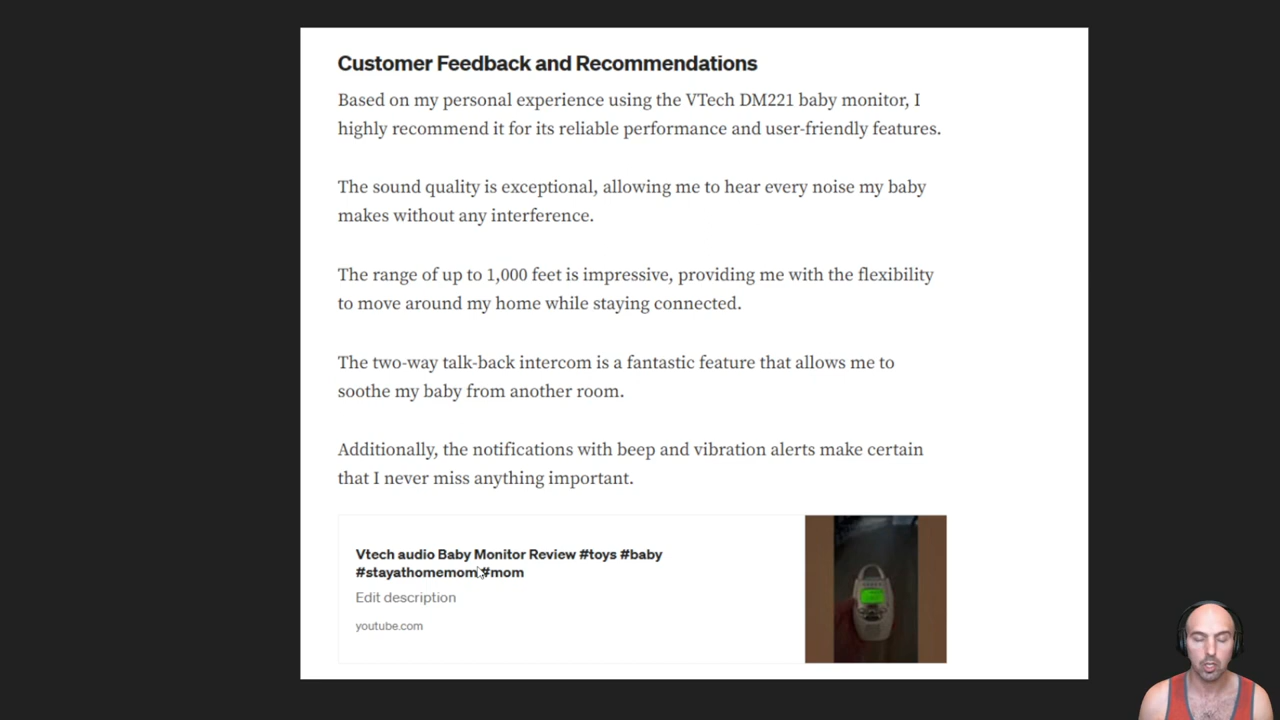 Customer Feedback and Recommendations
Based on my personal experience using the VTech DM221 baby monitor, I
highly recommend it for its reliable performance and user-friendly features.
The sound quality is exceptional, allowing me to hear every noise my baby
makes without any interference.
The range of up to 1,000 feet is impressive, providing me with the flexibility
to move around my home while staying connected.
The two-way talk-back intercom is a fantastic feature that allows me to
soothe my baby from another room.
Additionally, the notifications with beep and vibration alerts make certain
that I never miss anything important.
Vtech audio Baby Monitor Review #toys #baby
#stayathomemom #mom
Edit description
youtube.com